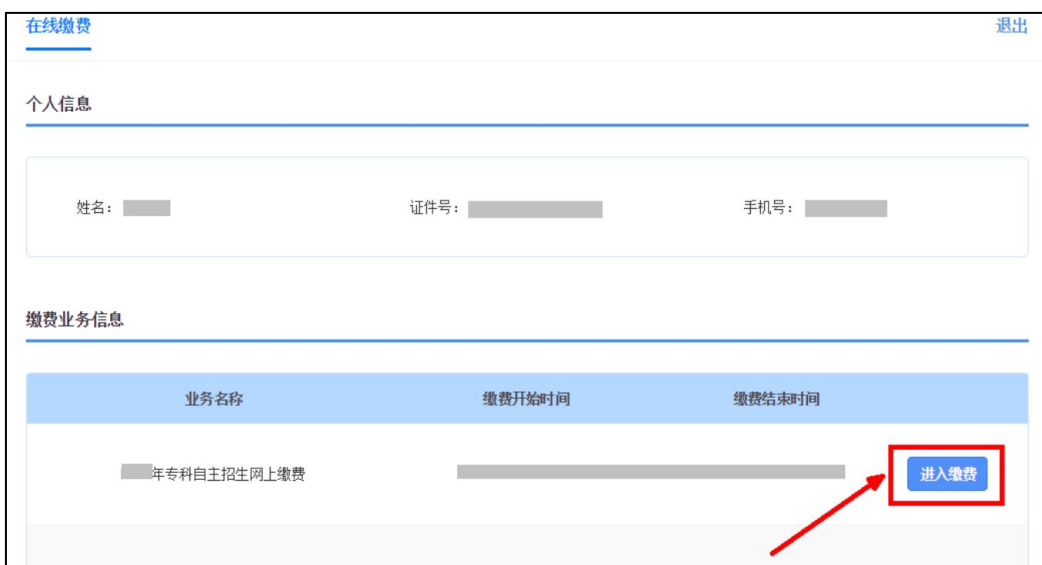 在线缴费 退出
个人信息
姓名： 证件号： 手机号：
缴费业务信息
业务名称 缴费开始时间 缴费结束时间
年专科自主招生网上缴费 进入缴费